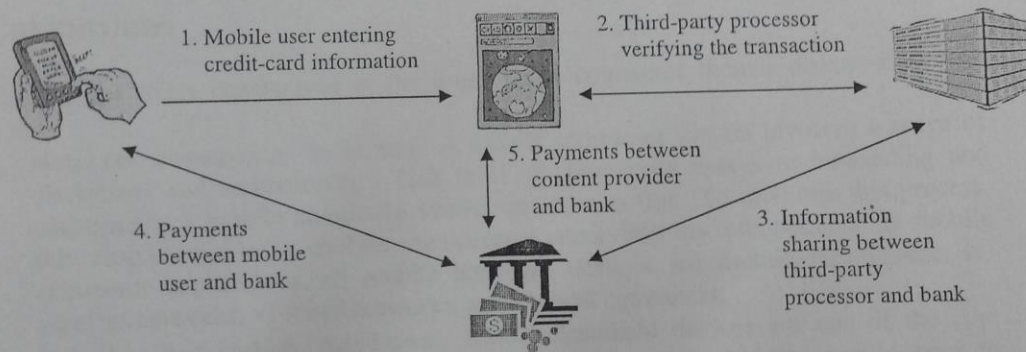 1. Mobile user entering
credit-card information
2. Third-party processor
verifying the transaction
5. Payments between
content provider
and bank
4. Payments
between mobile
user and bank
3. Information
sharing between
third-party
processor and bank
$